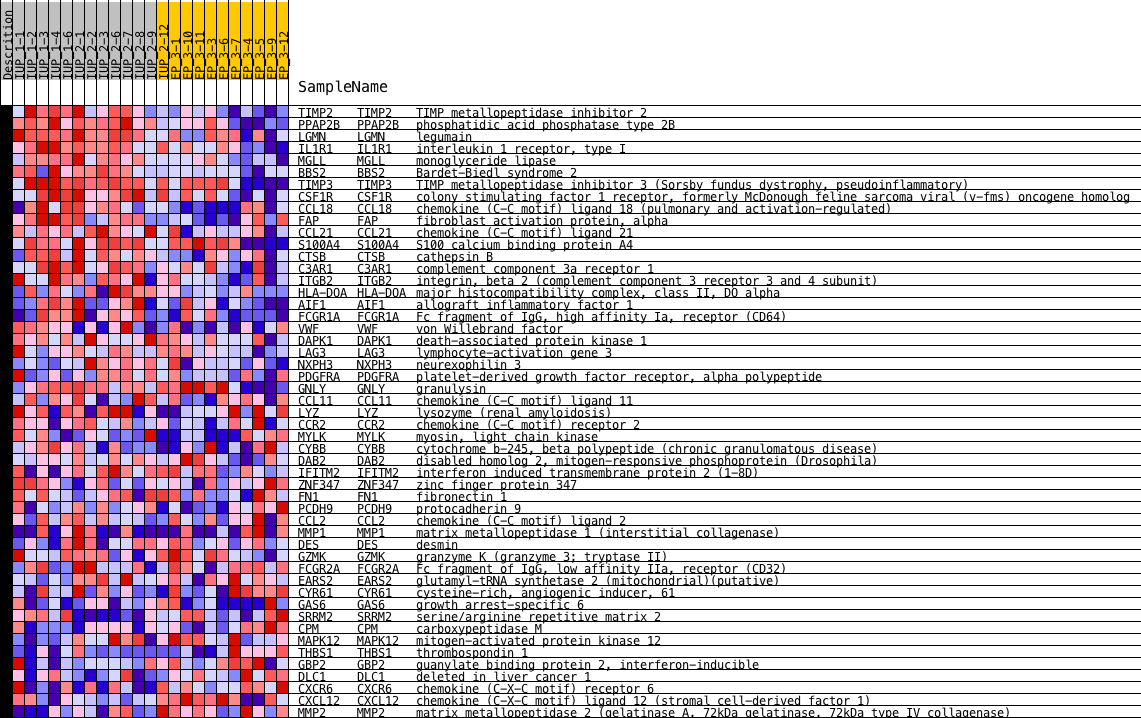 Descrition
IUP_1-1
IUP_1-2
IUP_1-3
IUP_1-4
IUP_1-6
IUP_2-1
IUP_2-2
IUP_2-3
IUP_2-6
IUP_2-7
IUP_2-8
IUP_2-9
IUP_2-12
EP_3-1
EP_3-10
EP_3-11
EP_3-3
EP_3-6
EP_3-7
EP_3-4
EP_3-5
EP_3-9
EP_3-12
SampleName
TIMP2 TIMP2 TIMP metallopeptidase inhibitor 2
PPAP2B PPAP2B phosphatidic acid phosphatase type 2B
LGMN LGMN legumain
IL1R1 IL1R1 interleukin 1 receptor, type I
MGLL MGLL monoglyceride lipase
BBS2 BBS2 Bardet-Biedl syndrome 2
TIMP3 TIMP3 TIMP metallopeptidase inhibitor 3 (Sorsby fundus dystrophy, pseudoinflammatory)
CSF1R CSF1R colony stimulating factor 1 receptor, formerly McDonough feline sarcoma viral (v-fms) oncogene homolog
CCL18 CCL18 chemokine (C-C motif) ligand 18 (pulmonary and activation-regulated)
FAP FAP fibroblast activation protein, alpha
CCL21 CCL21 chemokine (C-C motif) ligand 21
S100A4 S100A4 S100 calcium binding protein A4
CTSB CTSB cathepsin B
C3AR1 C3AR1 complement component 3a receptor 1
ITGB2 ITGB2 integrin, beta 2 (complement component 3 receptor 3 and 4 subunit)
HLA-DOA HLA-DOA major histocompatibility complex, class II, DO alpha
AIF1 AIF1 allograft inflammatory factor 1
FCGR1A FCGR1A Fc fragment of IgG, high affinity Ia, receptor (CD64)
VWF VWF von Willebrand factor
DAPK1 DAPK1 death-associated protein kinase 1
LAG3 LAG3 lymphocyte-activation gene 3
NXPH3 NXPH3 neurexophilin 3
PDGFRA PDGFRA platelet-derived growth factor receptor, alpha polypeptide
GNLY GNLY granulysin
CCL11 CCL11 chemokine (C-C motif) ligand 11
LYZ LYZ lysozyme (renal amyloidosis)
CCR2 CCR2 chemokine (C-C motif) receptor 2
MYLK MYLK myosin, light chain kinase
CYBB CYBB cytochrome b-245, beta polypeptide (chronic granulomatous disease)
DAB2 DAB2 disabled homolog 2, mitogen-responsive phosphoprotein (Drosophila)
IFITM2 IFITM2 interferon induced transmembrane protein 2 (1-8D)
ZNF347 ZNF347 zinc finger protein 347
FN1 FN1 fibronectin 1
PCDH9 PCDH9 protocadherin 9
CCL2 CCL2 chemokine (C-C motif) ligand 2
MMP1 MMP1 matrix metallopeptidase 1 (interstitial collagenase)
DES DES desmin
GZMK GZMK granzyme K (granzyme 3; tryptase II)
FCGR2A FCGR2A Fc fragment of IgG, low affinity IIa, receptor (CD32)
EARS2 EARS2 glutamyl-tRNA synthetase 2 (mitochondrial)(putative)
CYR61 CYR61 cysteine-rich, angiogenic inducer, 61
GAS6 GAS6 growth arrest-specific 6
SRRM2 SRRM2 serine/arginine repetitive matrix 2
CPM CPM carboxypeptidase M
MAPK12 MAPK12 mitogen-activated protein kinase 12
THBS1 THBS1 thrombospondin 1
GBP2 GBP2 guanylate binding protein 2, interferon-inducible
DLC1 DLC1 deleted in liver cancer 1
CXCR6 CXCR6 chemokine (C-X-C motif) receptor 6
CXCL12 CXCL12 chemokine (C-X-C motif) ligand 12 (stromal cell-derived factor 1)
MMP2 MMP2 matrix metallopeptidase 2 (gelatinase A, 72kDa gelatinase, 72kDa type IV collagenase)